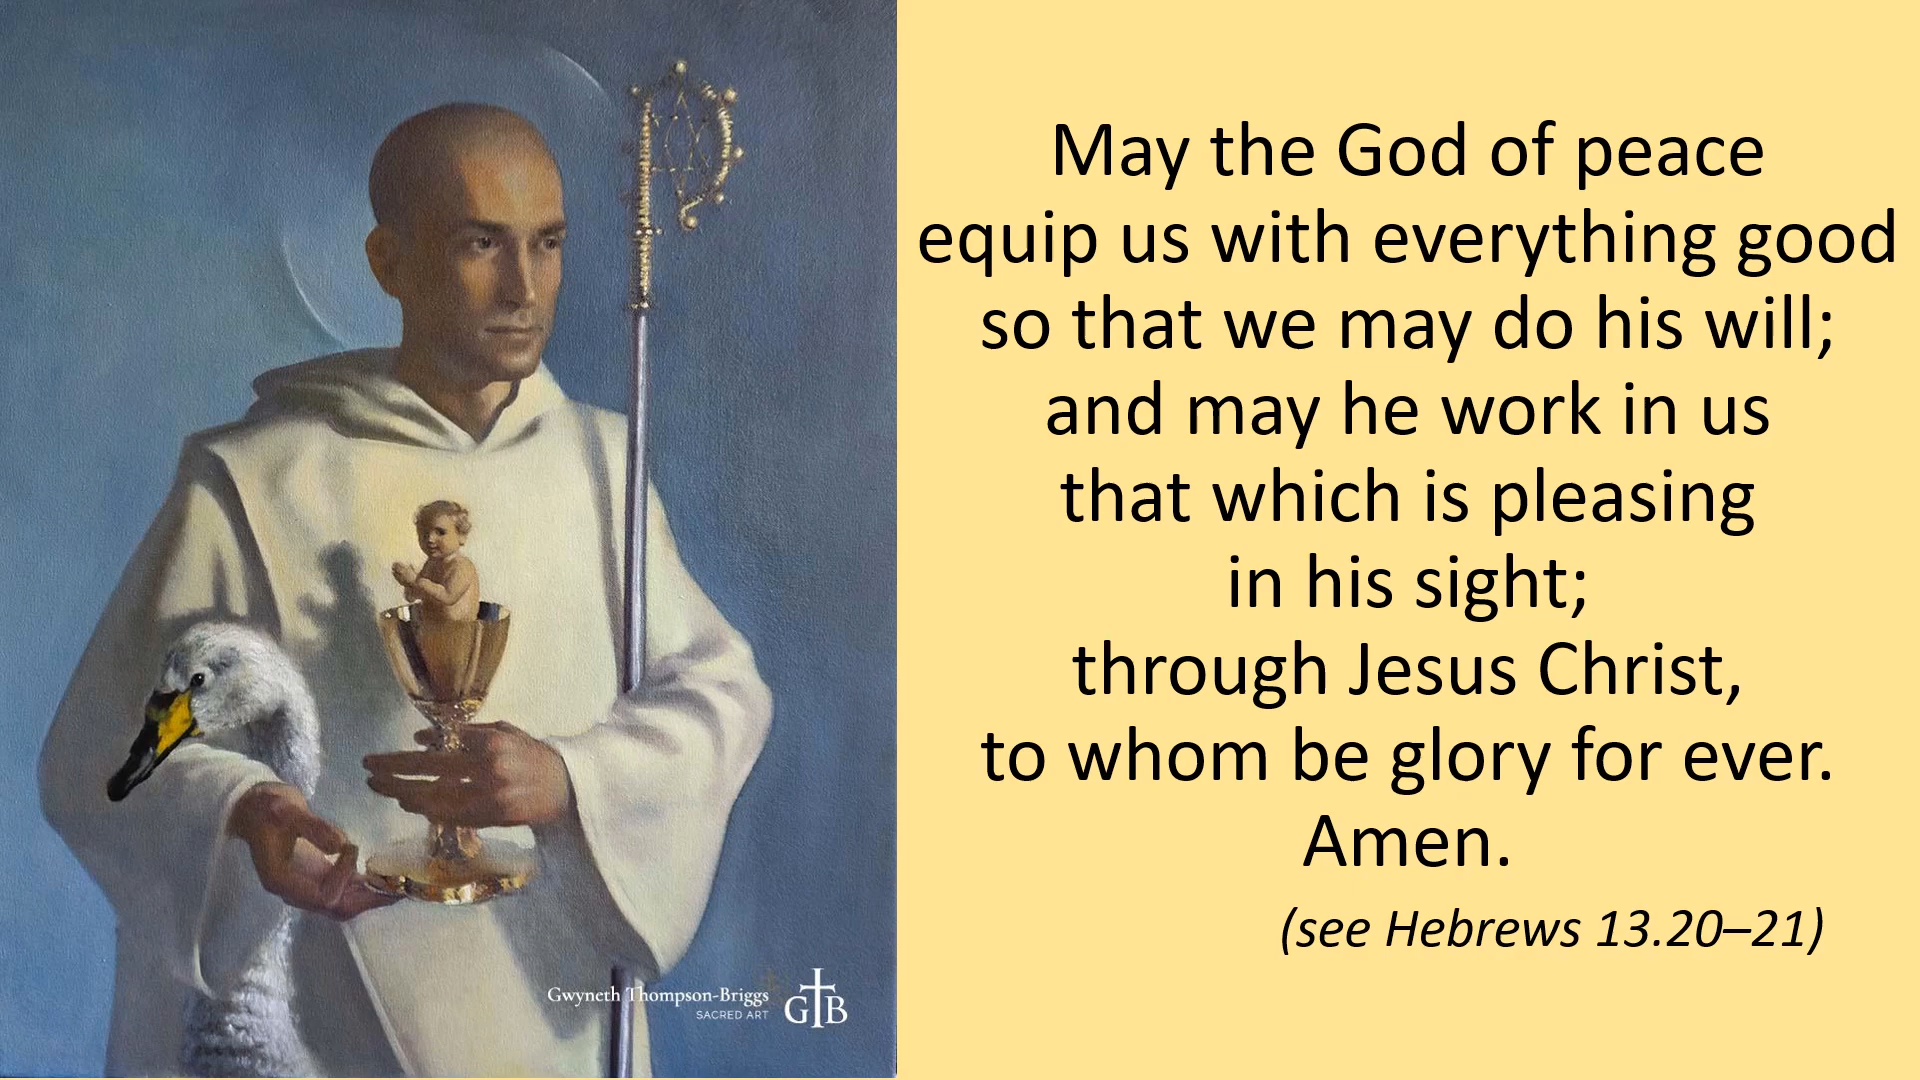 May the God of peace
equip us with everything good
so that we may do his will;
and may he work in us
that which is pleasing
in his sight;
through Jesus Christ,
to whom be glory for ever.
Amen.
(see Hebrews 13.20–21)
Gwyneth Thompson-Briggs
SACRED ART
GTB